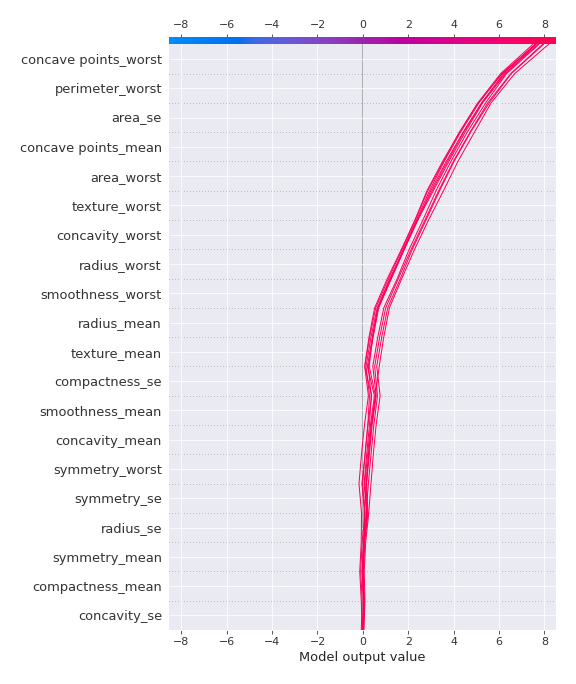 −8 −6 −4 −2 0 2 4 6 8
concave points_worst
perimeter_worst
area_se
concave points_mean
area_worst
texture_worst
concavity_worst
radius_worst
smoothness_worst
radius_mean
texture_mean
compactness_se
smoothness_mean
concavity_mean
symmetry_worst
symmetry_se
radius_se
symmetry_mean
compactness_mean
concavity_se
−8 −6 −4 −2 0 2 4 6 8
Model output value